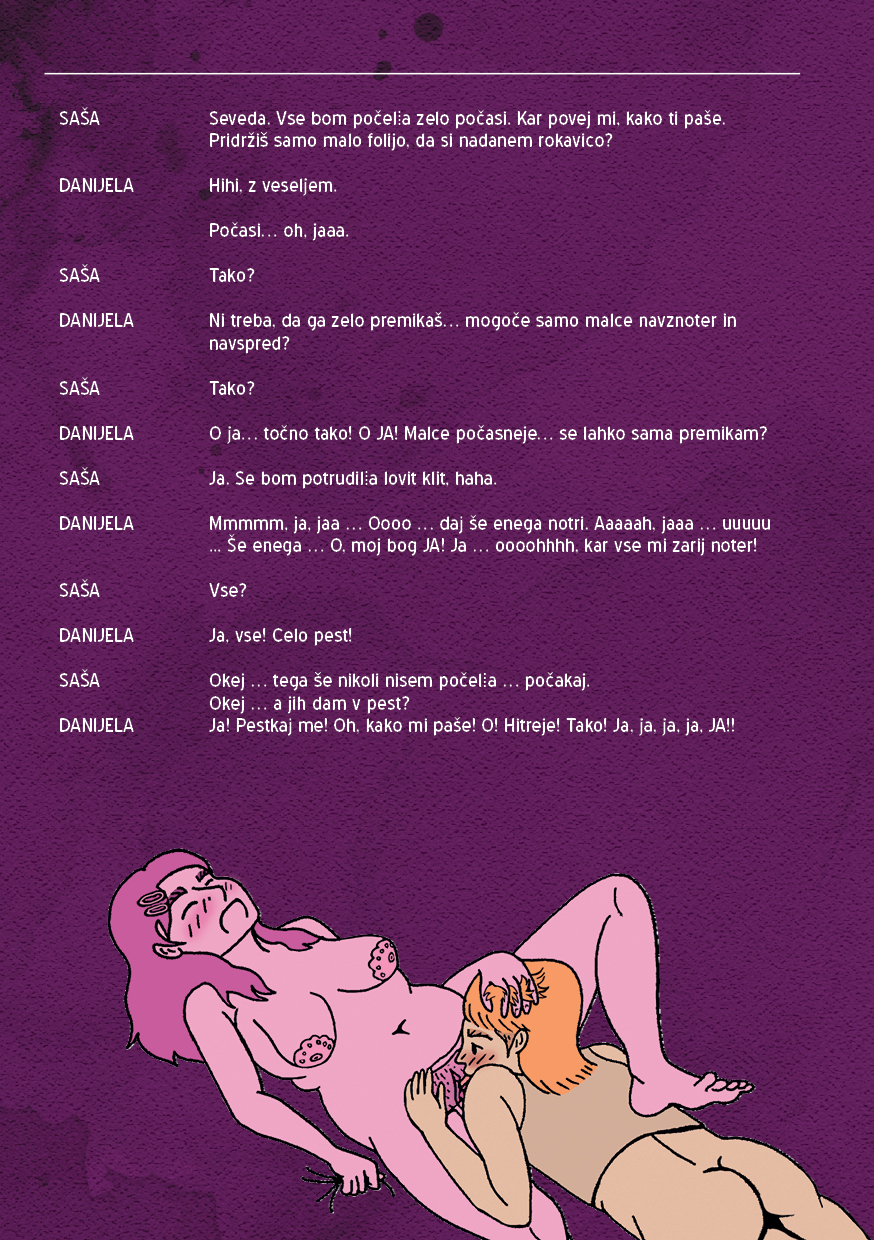 SAŠA Seveda. Vse bom počel:a zelo počasi. Kar povej mi, kako ti paše.
Pridržiš samo malo folijo, da si nadanem rokavico?
DANIJELA Hihi, z veseljem.
Počasi… oh, jaaa.
SAŠA Tako?
DANIJELA Ni treba, da ga zelo premikaš… mogoče samo malce navznoter in
navspred?
SAŠA Tako?
DANIJELA O ja… točno tako! O JA! Malce počasneje… se lahko sama premikam?
SAŠA Ja. Se bom potrudil:a lovit klit, haha.
DANIJELA Mmmmm, ja, jaa … Oooo … daj še enega notri. Aaaaah, jaaa … uuuuu
... Še enega … O, moj bog JA! Ja … oooohhhh, kar vse mi zarij noter!
SAŠA Vse?
DANIJELA Ja, vse! Celo pest!
SAŠA Okej … tega še nikoli nisem počel:a … počakaj.
Okej … a jih dam v pest?
DANIJELA Ja! Pestkaj me! Oh, kako mi paše! O! Hitreje! Tako! Ja, ja, ja, ja, JA!!